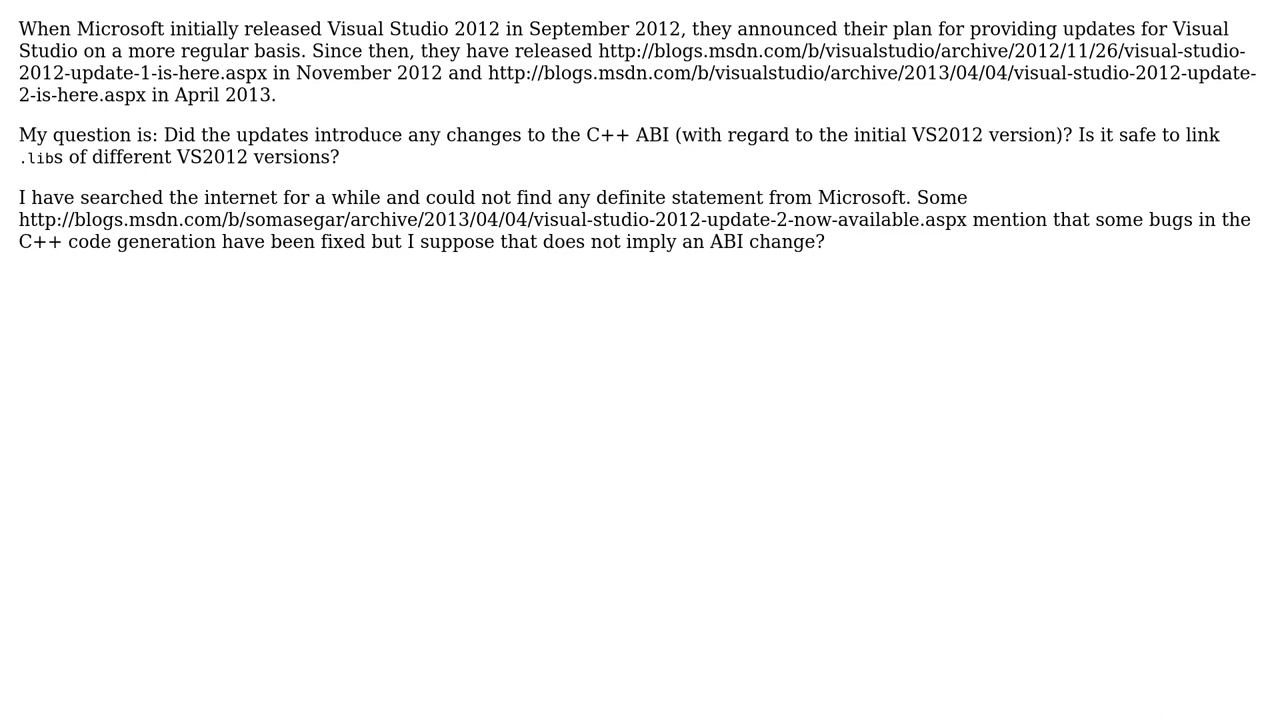 When Microsoft initially released Visual Studio 2012 in September 2012, they announced their plan for providing updates for Visual
Studio on a more regular basis. Since then, they have released http://blogs.msdn.com/b/visualstudio/archive/2012/11/26/visual-studio-
2012-update-1-is-here.aspx in November 2012 and http://blogs.msdn.com/b/visualstudio/archive/2013/04/04/visual-studio-2012-update-
2-is-here.aspx in April 2013.
My question is: Did the updates introduce any changes to the C++ ABI (with regard to the initial VS2012 version)? Is it safe to link
.libs of different VS2012 versions?
I have searched the internet for a while and could not find any definite statement from Microsoft. Some
http://blogs.msdn.com/b/somasegar/archive/2013/04/04/visual-studio-2012-update-2-now-available.aspx mention that some bugs in the
C++ code generation have been fixed but I suppose that does not imply an ABI change?